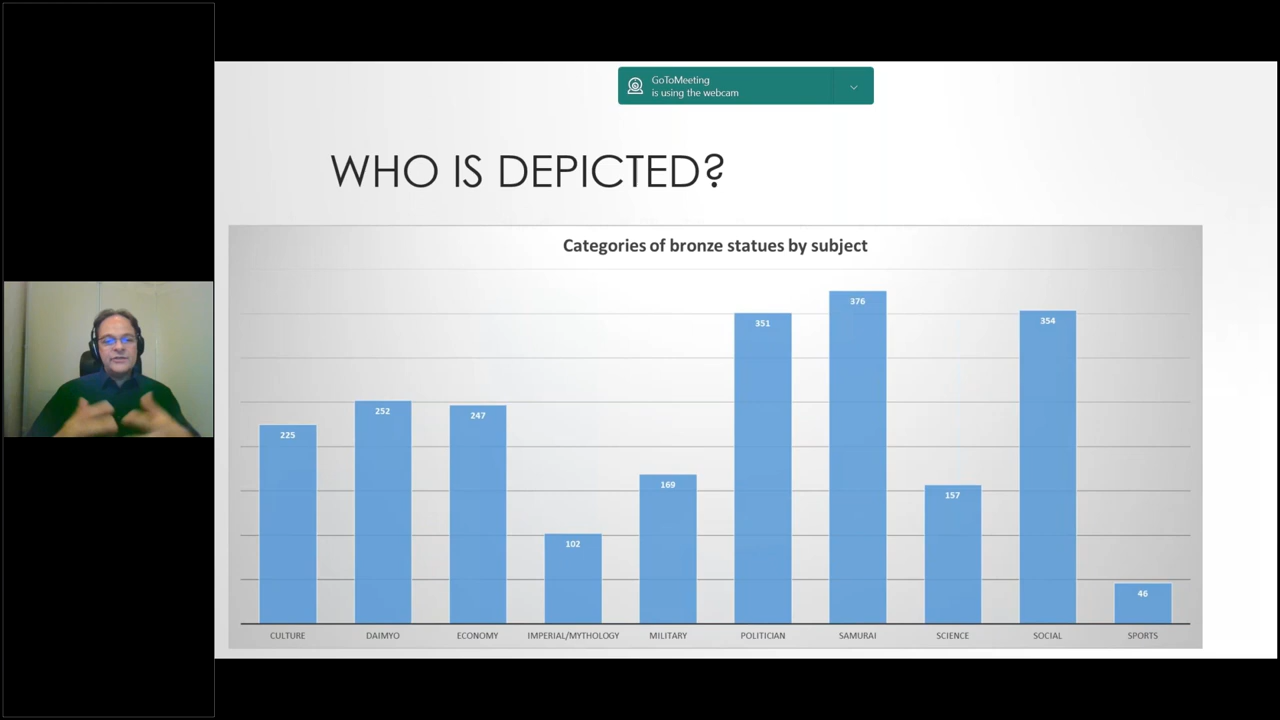 GoToMeeting
is using the webcam
WHO IS DEPICTED?
Categories of bronze statues by subject
225
252
247
102
169
351
376
157
354
46
CULTURE
DAIMYO
ECONOMY
IMPERIAL/MYTHOLOGY
MILITARY
POLITICIAN
SAMURAI
SCIENCE
SOCIAL
SPORTS